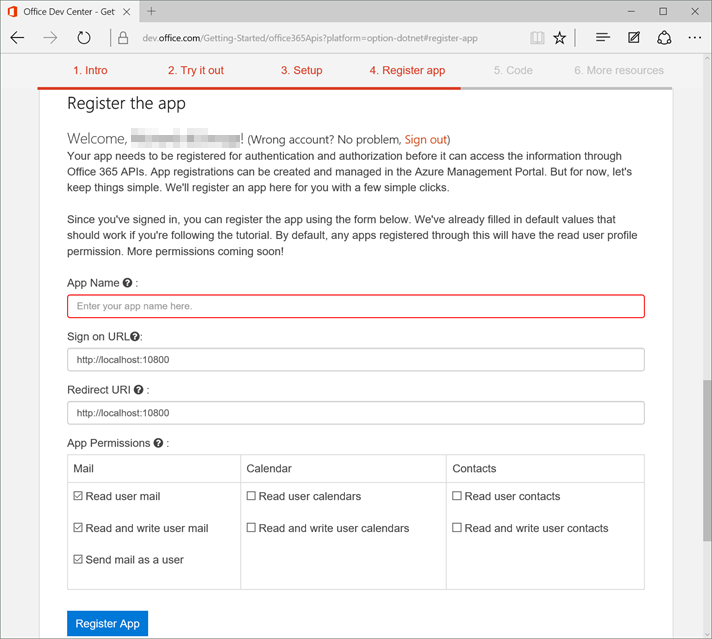 Office Dev Center - Get
dev.office.com/Getting-Started/office365Apis?platform=option-dotnet#register-app
1. Intro 2. Try it out 3. Setup 4. Register app 5. Code 6. More resources
Register the app
Welcome, ! (Wrong account? No problem, Sign out)
Your app needs to be registered for authentication and authorization before it can access the information through
Office 365 APIs. App registrations can be created and managed in the Azure Management Portal. But for now, let's
keep things simple. We'll register an app here for you with a few simple clicks.
Since you've signed in, you can register the app using the form below. We've already filled in default values that
should work if you're following the tutorial. By default, any apps registered through this will have the read user profile
permission. More permissions coming soon!
App Name ? :
Enter your app name here.
Sign on URL?:
http://localhost:10800
Redirect URI ? :
http://localhost:10800
App Permissions ? :
Mail Calendar Contacts
Read user mail Read user calendars Read user contacts
Read and write user mail Read and write user calendars Read and write user contacts
Send mail as a user
Register App